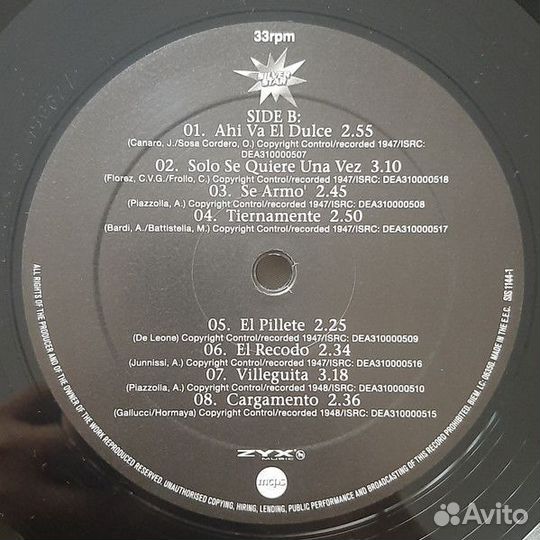 33rpm
SILVER
STAR
SIDE B:
01. Ahi Va El Dulce 2.55
(Canaro, J./Sosa Cordero, O.) Copyright Control/recorded 1947/ISRC:
DEA310000507
02. Solo Se Quiere Una Vez 3.10
(Florez, C.V.G./Frollo, C.) Copyright Control/recorded 1947/ISRC: DEA310000518
03. Se Armo' 2.45
(Piazzolla, A.) Copyright Control/recorded 1947/ISRC: DEA310000508
04. Tiernamente 2.50
(Bardi, A./Battistella, M.) Copyright Control/recorded 1947/ISRC: DEA310000517
05. El Pillete 2.25
(De Leone) Copyright Control/recorded 1947/ISRC: DEA310000509
06. El Recodo 2.34
(Junnissi, A.) Copyright Control/recorded 1947/ISRC: DEA310000516
07. Villeguita 3.18
(Piazzolla, A.) Copyright Control/recorded 1948/ISRC: DEA310000510
08. Cargamento 2.36
(Gallucci/Hormaya) Copyright Control/recorded 1948/ISRC: DEA310000515
ZYX
MUSIC
mcps
ALL RIGHTS OF THE PRODUCER AND OF THE OWNER OF THE WORK REPRODUCED RESERVED. UNAUTHORISED COPYING, HIRING, LENDING, PUBLIC PERFORMANCE AND BROADCASTING OF THIS RECORD PROHIBITED. BIEM. LC: 06350. MADE IN THE E.E.C. SIS 1144-1
Avito